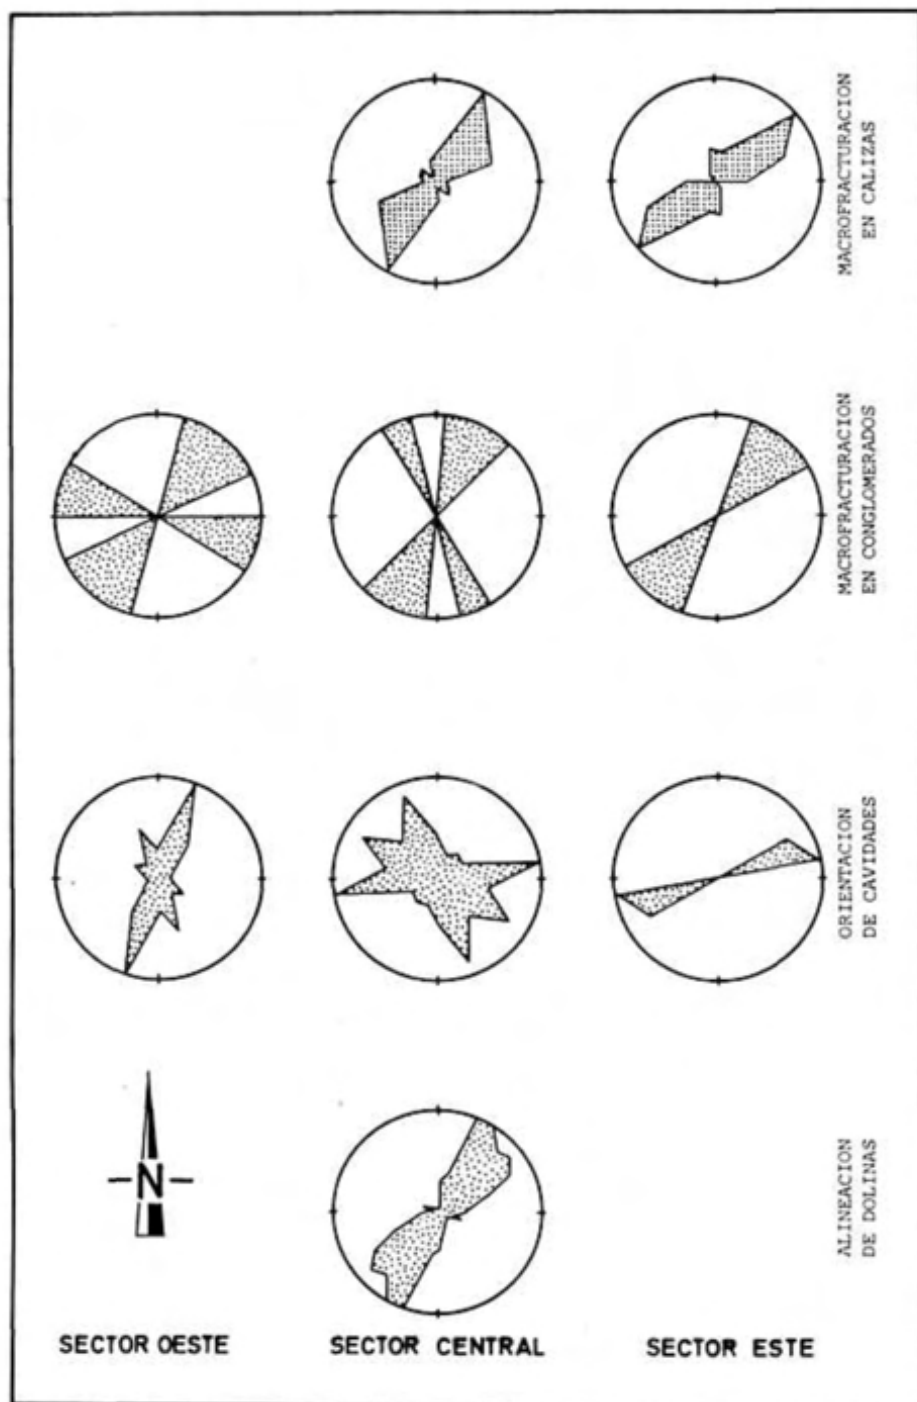 MACROFRACTURACION
EN CALIZAS
MACROFRACTURACION
EN CONGLOMERADOS
ORIENTACION
DE CAVIDADES
N
ALINEACION
DE DOLINAS
SECTOR OESTE
SECTOR CENTRAL
SECTOR ESTE